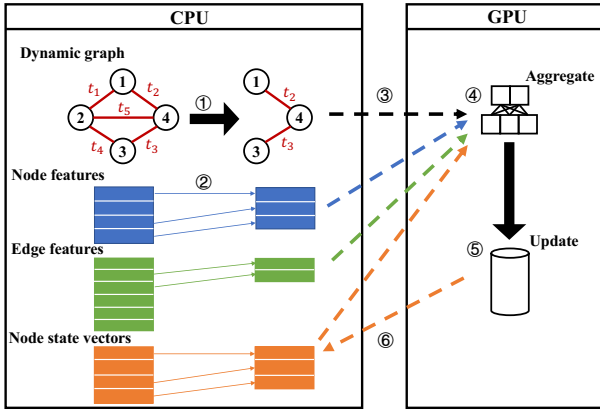 CPU
GPU
Dynamic graph
1
t1
t2
2
t5
4
t4
t3
3
①
1
t2
4
t3
3
③
④
Aggregate
Node features
②
Edge features
⑤
Update
Node state vectors
⑥